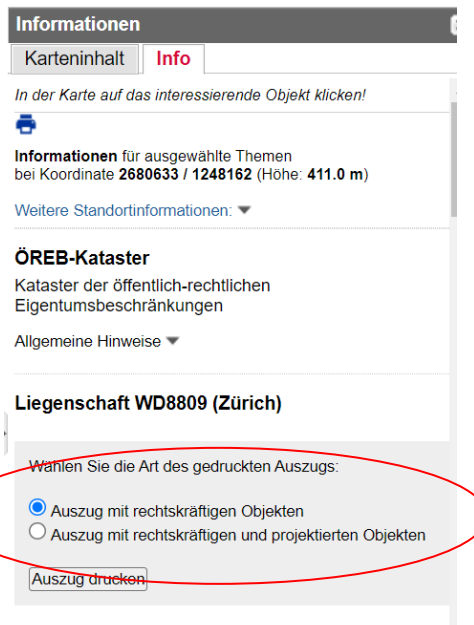 Informationen
Karteninhalt Info
In der Karte auf das interessierende Objekt klicken!
Informationen für ausgewählte Themen
bei Koordinate 2680633 / 1248162 (Höhe: 411.0 m)
Weitere Standortinformationen:
ÖREB-Kataster
Kataster der öffentlich-rechtlichen
Eigentumsbeschränkungen
Allgemeine Hinweise
Liegenschaft WD8809 (Zürich)
Wählen Sie die Art des gedruckten Auszugs:
Auszug mit rechtskräftigen Objekten
Auszug mit rechtskräftigen und projektierten Objekten
Auszug drucken